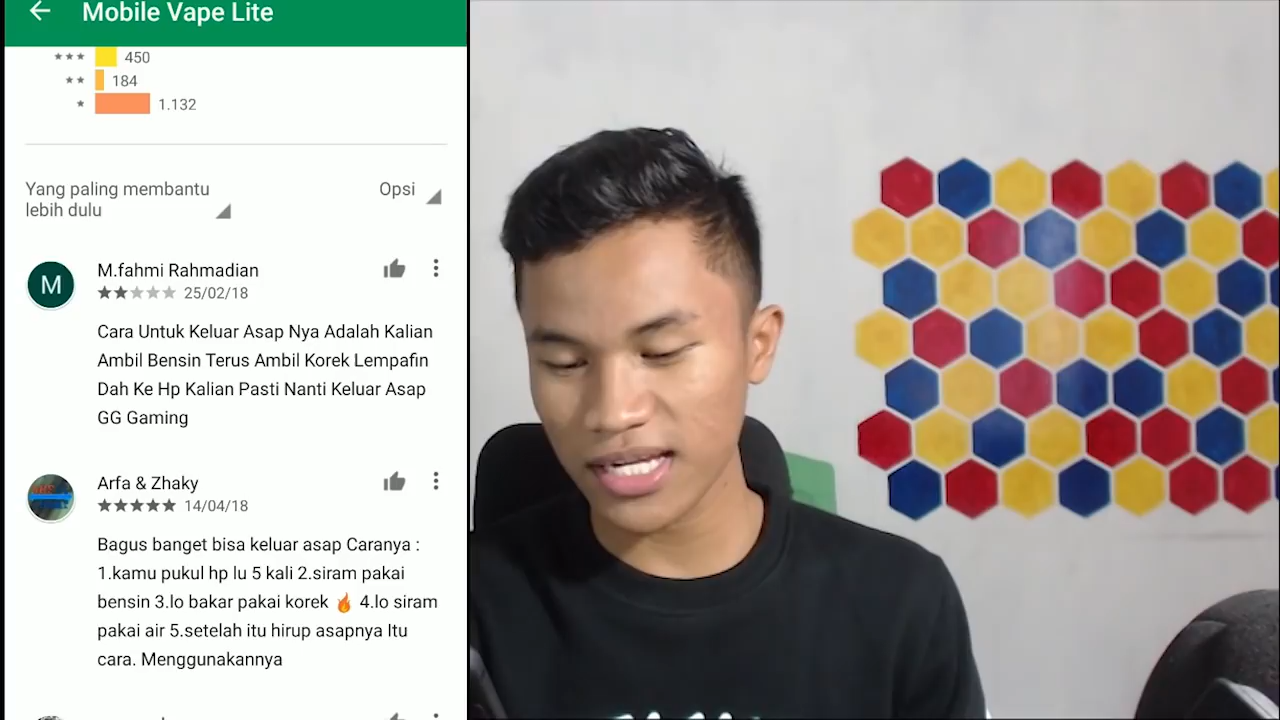 Mobile Vape Lite
450
184
1.132
Yang paling membantu
lebih dulu
Opsi
M
M.fahmi Rahmadian
25/02/18
Cara Untuk Keluar Asap Nya Adalah Kalian
Ambil Bensin Terus Ambil Korek Lempafin
Dah Ke Hp Kalian Pasti Nanti Keluar Asap
GG Gaming
Arfa & Zhaky
14/04/18
Bagus banget bisa keluar asap Caranya :
1.kamu pukul hp lu 5 kali 2.siram pakai
bensin 3.lo bakar pakai korek 🔥 4.lo siram
pakai air 5.setelah itu hirup asapnya Itu
cara. Menggunakannya